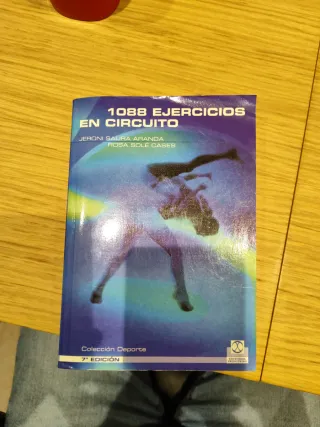 1088 EJERCICIOS
EN CIRCUITO
JERONI SAURA ARANDA
ROSA SOLÉ CASES
Colección Deporte
7ª EDICIÓN